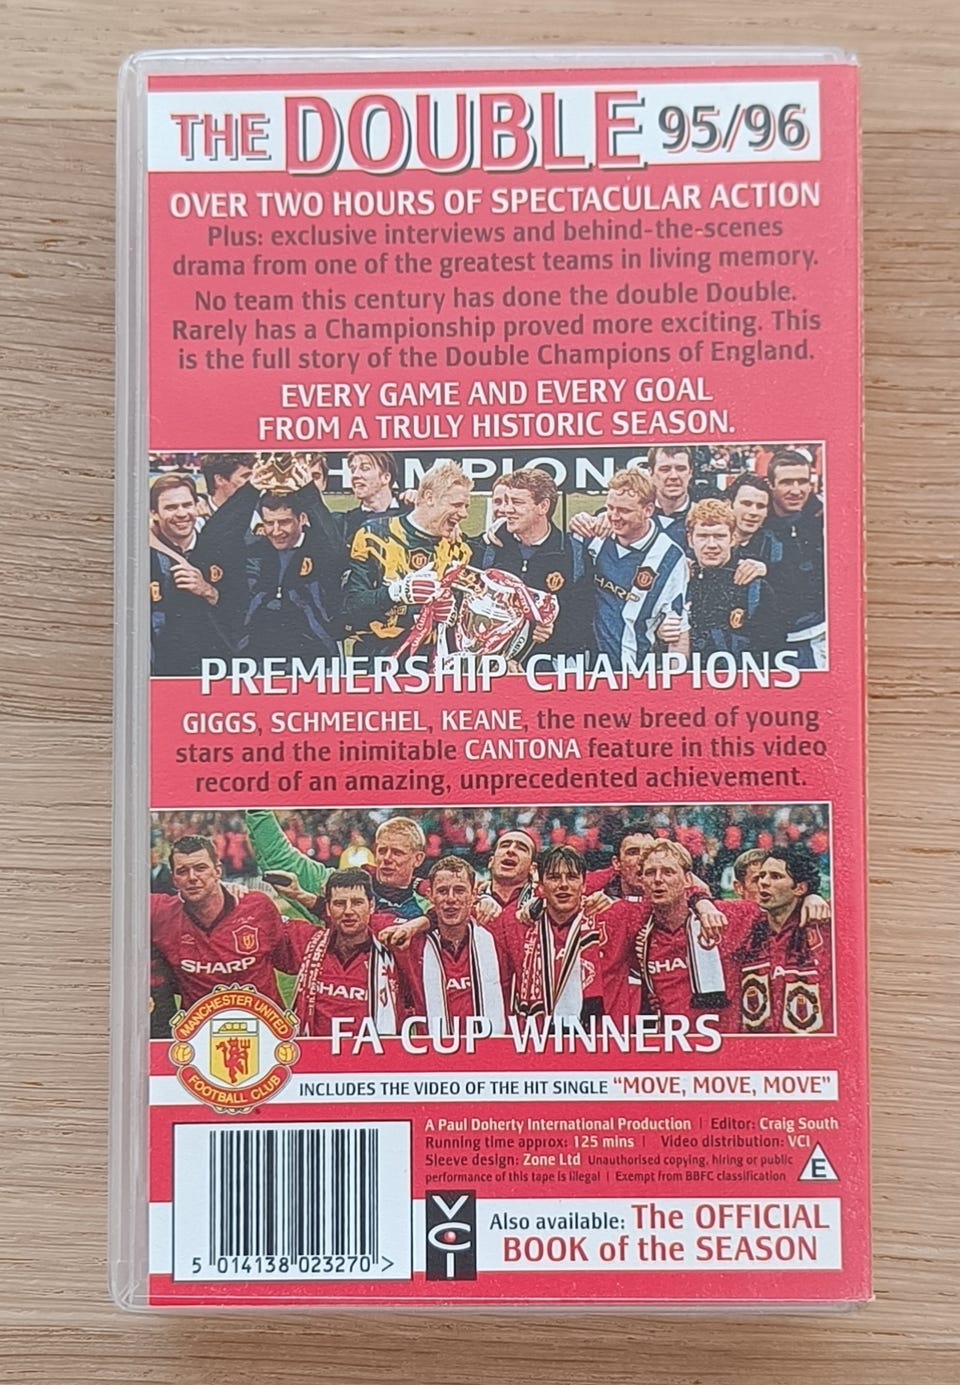 THE DOUBLE 95/96
OVER TWO HOURS OF SPECTACULAR ACTION
Plus: exclusive interviews and behind-the-scenes
drama from one of the greatest teams in living memory.
No team this century has done the double Double.
Rarely has a Championship proved more exciting. This
is the full story of the Double Champions of England.
EVERY GAME AND EVERY GOAL
FROM A TRULY HISTORIC SEASON.
HAMPIONS
SHARP
PREMIERSHIP CHAMPIONS
GIGGS, SCHMEICHEL, KEANE, the new breed of young
stars and the inimitable CANTONA feature in this video
record of an amazing, unprecedented achievement.
SHARP
SHAR
AR
SHA
FA CUP WINNERS
MANCHESTER UNITED
FOOTBALL CLUB
INCLUDES THE VIDEO OF THE HIT SINGLE "MOVE, MOVE, MOVE"
A Paul Doherty International Production | Editor: Craig South
Running time approx: 125 mins | Video distribution: VCI
Sleeve design: Zone Ltd Unauthorised copying, hiring or public
performance of this tape is illegal | Exempt from BBFC classification
E
5 014138 023270 >
VCI
Also available: The OFFICIAL
BOOK of the SEASON